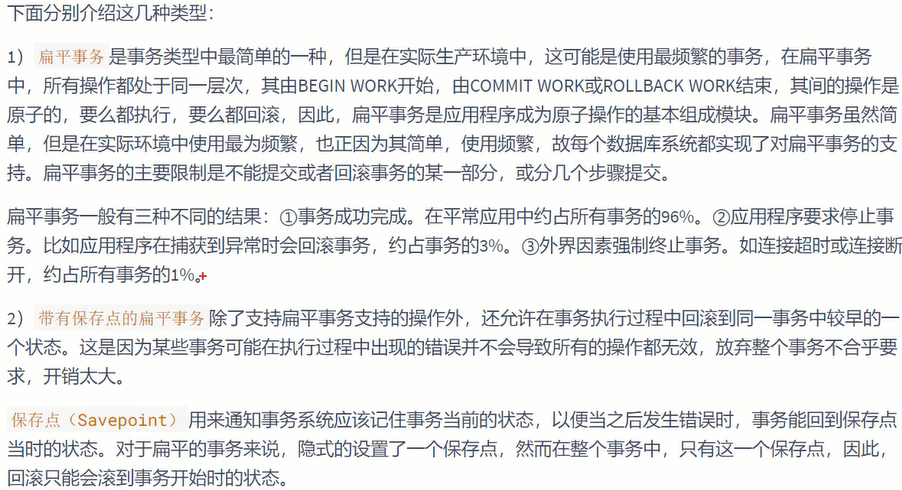 下面分别介绍这几种类型：
1）扁平事务是事务类型中最简单的一种，但是在实际生产环境中，这可能是使用最频繁的事务，在扁平事务
中，所有操作都处于同一层次，其由BEGIN WORK开始，由COMMIT WORK或ROLLBACK WORK结束，其间的操作是
原子的，要么都执行，要么都回滚，因此，扁平事务是应用程序成为原子操作的基本组成模块。扁平事务虽然简
单，但是在实际环境中使用最为频繁，也正因为其简单，使用频繁，故每个数据库系统都实现了对扁平事务的支
持。扁平事务的主要限制是不能提交或者回滚事务的某一部分，或分几个步骤提交。
扁平事务一般有三种不同的结果：①事务成功完成。在平常应用中约占所有事务的96%。②应用程序要求停止事
务。比如应用程序在捕获到异常时会回滚事务，约占事务的3%。③外界因素强制终止事务。如连接超时或连接断
开，约占所有事务的1%。
2）带有保存点的扁平事务除了支持扁平事务支持的操作外，还允许在事务执行过程中回滚到同一事务中较早的一
个状态。这是因为某些事务可能在执行过程中出现的错误并不会导致所有的操作都无效，放弃整个事务不合乎要
求，开销太大。
保存点（Savepoint）用来通知事务系统应该记住事务当前的状态，以便当之后发生错误时，事务能回到保存点
当时的状态。对于扁平的事务来说，隐式的设置了一个保存点，然而在整个事务中，只有这一个保存点，因此，
回滚只能会滚到事务开始时的状态。